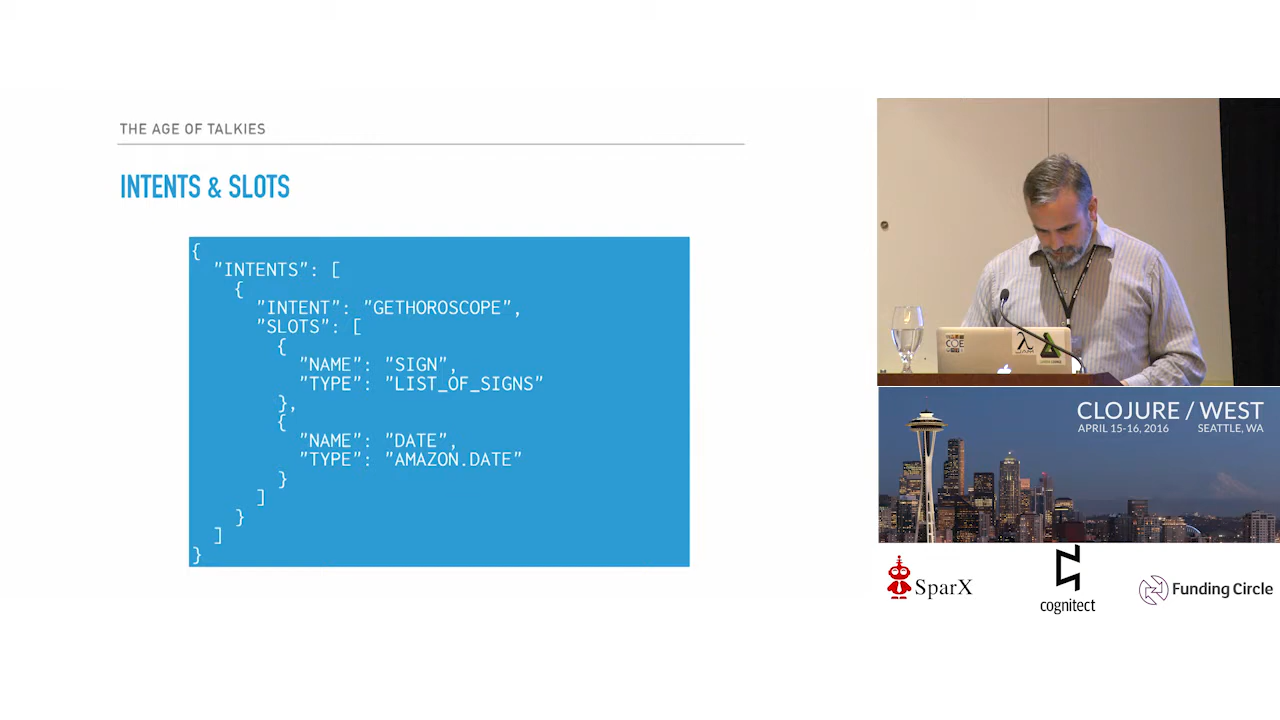 THE AGE OF TALKIES
INTENTS & SLOTS
{
"INTENTS": [
{
"INTENT": "GETHOROSCOPE",
"SLOTS": [
{
"NAME": "SIGN",
"TYPE": "LIST_OF_SIGNS"
},
{
"NAME": "DATE",
"TYPE": "AMAZON.DATE"
}
]
}
]
}
COE
λ
CLOJURE / WEST
APRIL 15-16, 2016 SEATTLE, WA
SparX
cognitect
Funding Circle